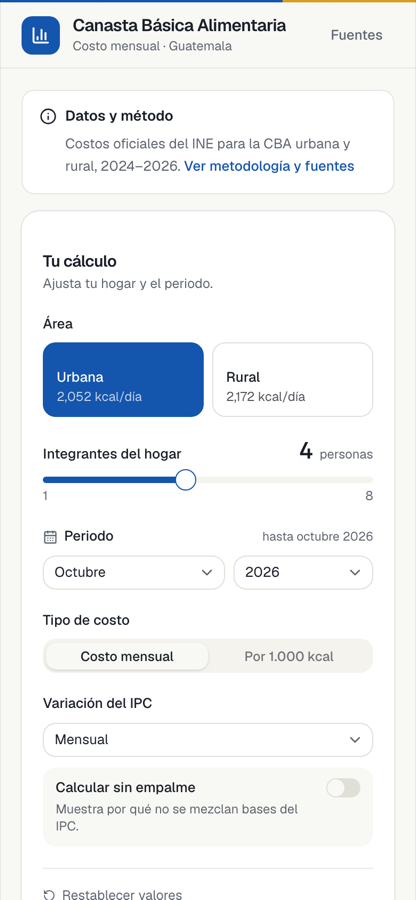 Canasta Básica Alimentaria
Costo mensual · Guatemala
Fuentes
Datos y método
Costos oficiales del INE para la CBA urbana y
rural, 2024–2026. Ver metodología y fuentes
Tu cálculo
Ajusta tu hogar y el periodo.
Área
Urbana
2,052 kcal/día
Rural
2,172 kcal/día
Integrantes del hogar
4 personas
1
8
Periodo
hasta octubre 2026
Octubre
2026
Tipo de costo
Costo mensual
Por 1.000 kcal
Variación del IPC
Mensual
Calcular sin empalme
Muestra por qué no se mezclan bases del
IPC.
Restablecer valores